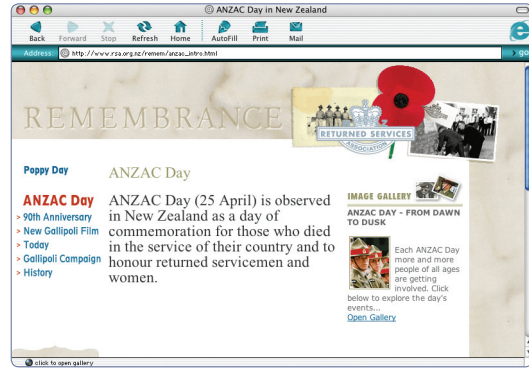 ANZAC Day in New Zealand
Back Forward Stop Refresh Home AutoFill Print Mail
Address: http://www.rsa.org.nz/remem/anzac_intro.html go
REMEMBRANCE
RETURNED SERVICES
ASSOCIATION
Poppy Day
ANZAC Day
> 90th Anniversary
> New Gallipoli Film
> Today
> Gallipoli Campaign
> History
ANZAC Day
ANZAC Day (25 April) is observed
in New Zealand as a day of
commemoration for those who died
in the service of their country and to
honour returned servicemen and
women.
IMAGE GALLERY
ANZAC DAY - FROM DAWN
TO DUSK
Each ANZAC Day
more and more
people of all ages
are getting
involved. Click
below to explore the day's
events...
Open Gallery
click to open gallery